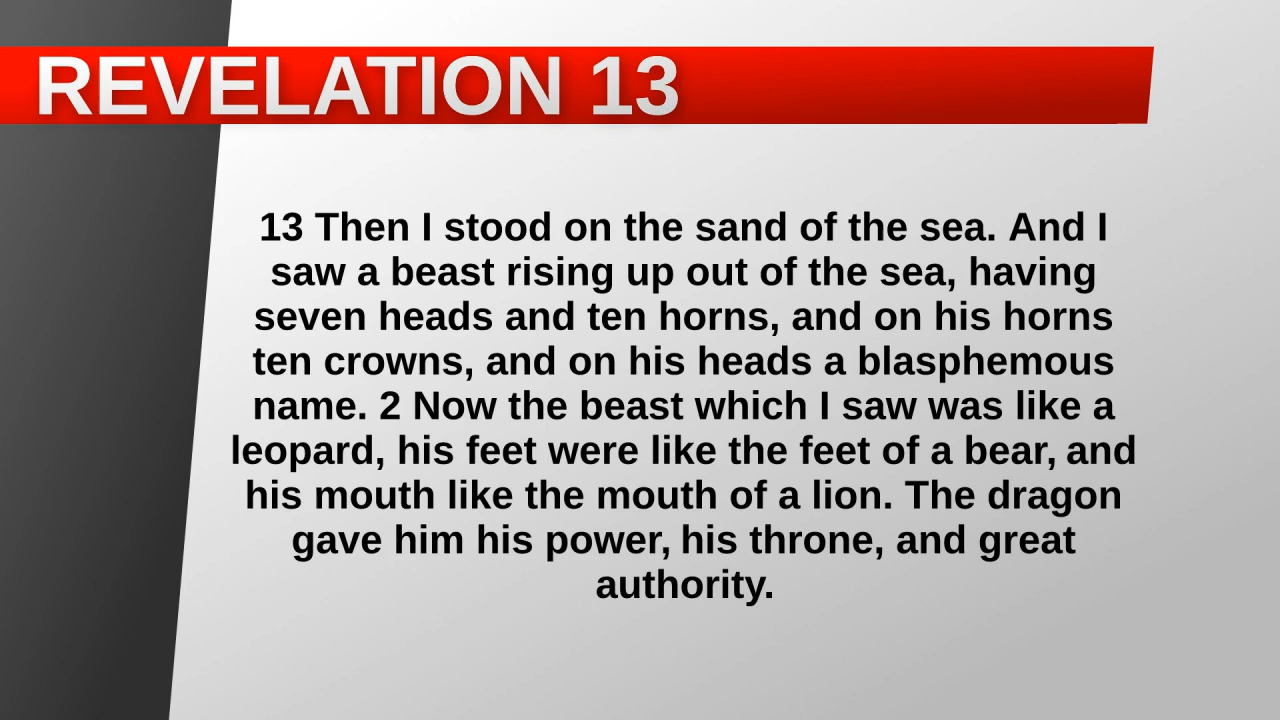 REVELATION 13
13 Then I stood on the sand of the sea. And I
saw a beast rising up out of the sea, having
seven heads and ten horns, and on his horns
ten crowns, and on his heads a blasphemous
name. 2 Now the beast which I saw was like a
leopard, his feet were like the feet of a bear, and
his mouth like the mouth of a lion. The dragon
gave him his power, his throne, and great
authority.